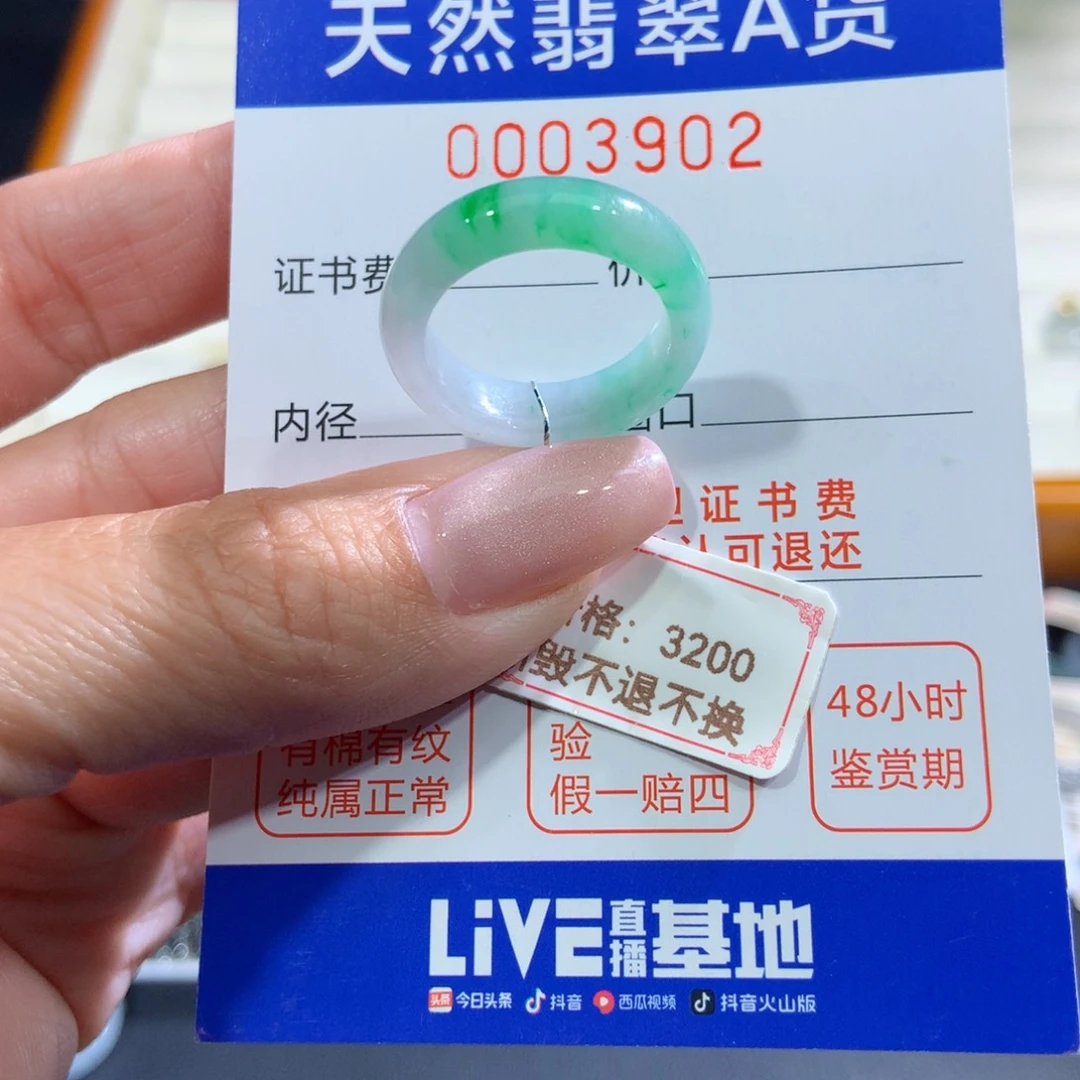 天然翡翠A货
0003902
证书费
内径
口
证书费
可退还
格：3200
毁不退不换
有棉有纹
纯属正常
验
假一赔四
48小时
鉴赏期
LiVE直播基地
头条 今日头条 抖音 西瓜视频 抖音火山版